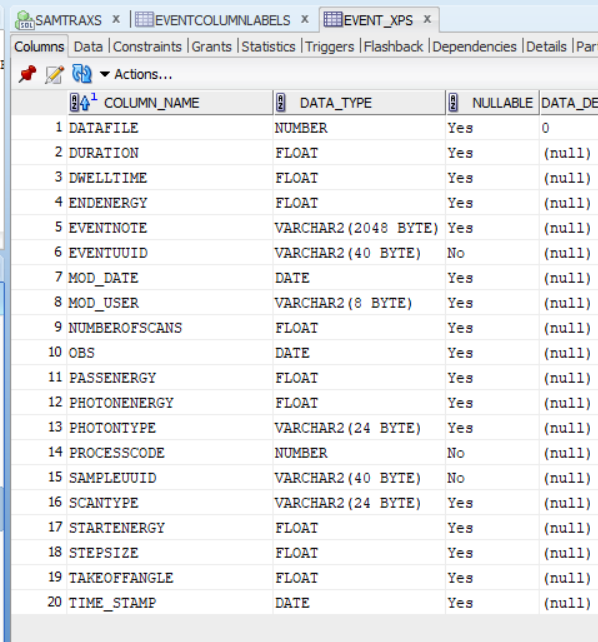 SAMTRAXS x EVENTCOLUMNLABELS x EVENT_XPS x
Columns Data Constraints Grants Statistics Triggers Flashback Dependencies Details
Actions...
COLUMN_NAME DATA_TYPE NULLABLE
1 DATAFILE NUMBER Yes 0
2 DURATION FLOAT Yes (null)
3 DWELLTIME FLOAT Yes (null)
4 ENDENERGY FLOAT Yes (null)
5 EVENTNOTE VARCHAR2(2048 BYTE) Yes (null)
6 EVENTUUID VARCHAR2(40 BYTE) No (null)
7 MOD_DATE DATE Yes (null)
8 MOD_USER VARCHAR2(8 BYTE) Yes (null)
9 NUMBEROFSCANS FLOAT Yes (null)
10 OBS DATE Yes (null)
11 PASSENERGY FLOAT Yes (null)
12 PHOTONENERGY FLOAT Yes (null)
13 PHOTONTYPE VARCHAR2(24 BYTE) Yes (null)
14 PROCESSCODE NUMBER No (null)
15 SAMPLEUUID VARCHAR2(40 BYTE) No (null)
16 SCANTYPE VARCHAR2(24 BYTE) Yes (null)
17 STARTENERGY FLOAT Yes (null)
18 STEPSIZE FLOAT Yes (null)
19 TAKEOFFANGLE FLOAT Yes (null)
20 TIME_STAMP DATE Yes (null)